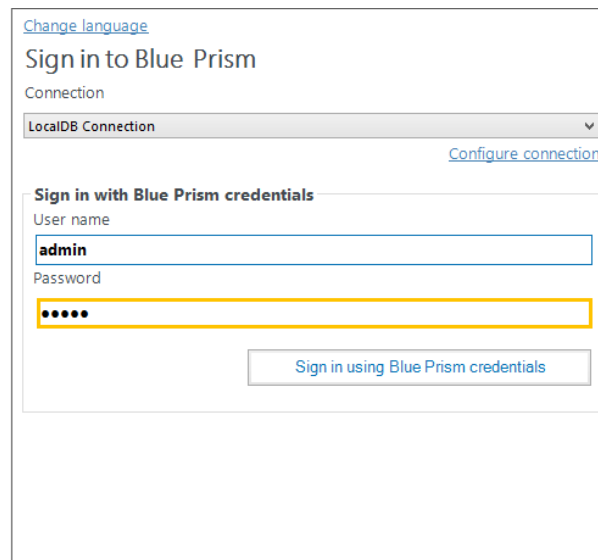 Change language
Sign in to Blue Prism
Connection
LocalDB Connection
Configure connection
Sign in with Blue Prism credentials
User name
admin
Password
•••••
Sign in using Blue Prism credentials